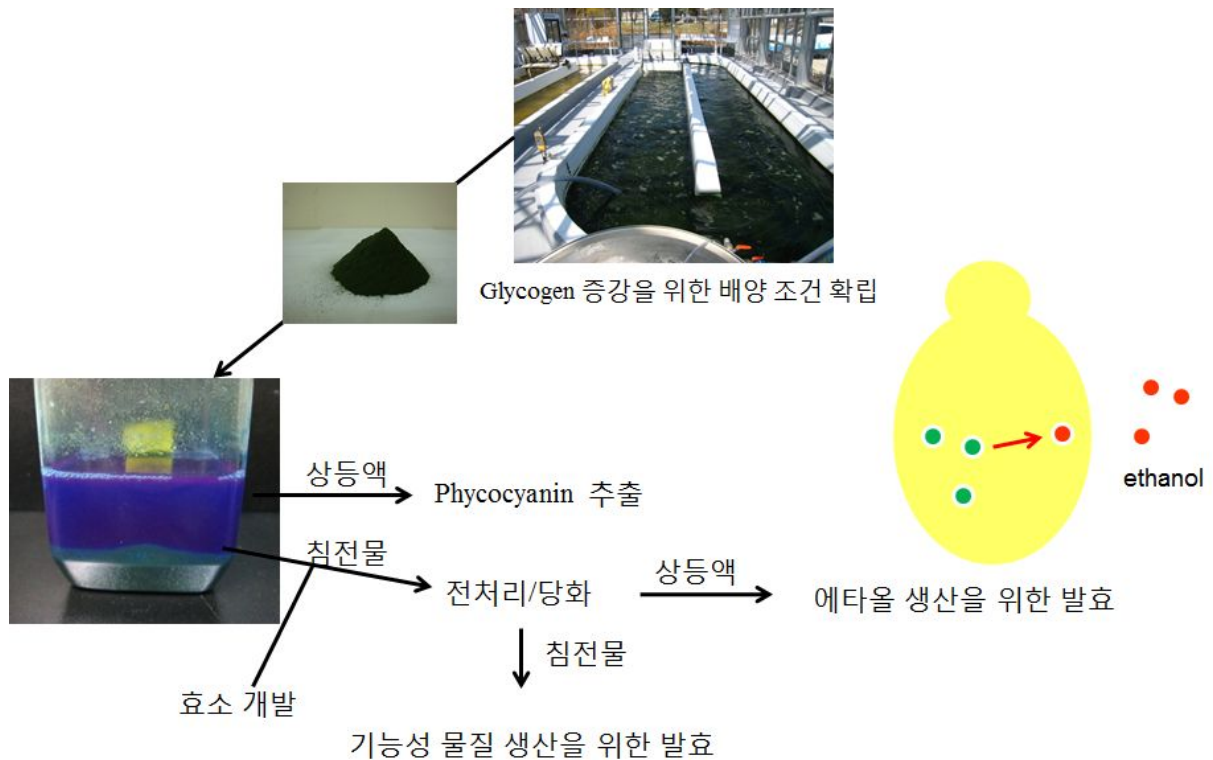 Glycogen 증강을 위한 배양 조건 확립
상등액
Phycocyanin 추출
ethanol
침전물
상등액
전처리/당화
에타올 생산을 위한 발효
침전물
효소 개발
기능성 물질 생산을 위한 발효